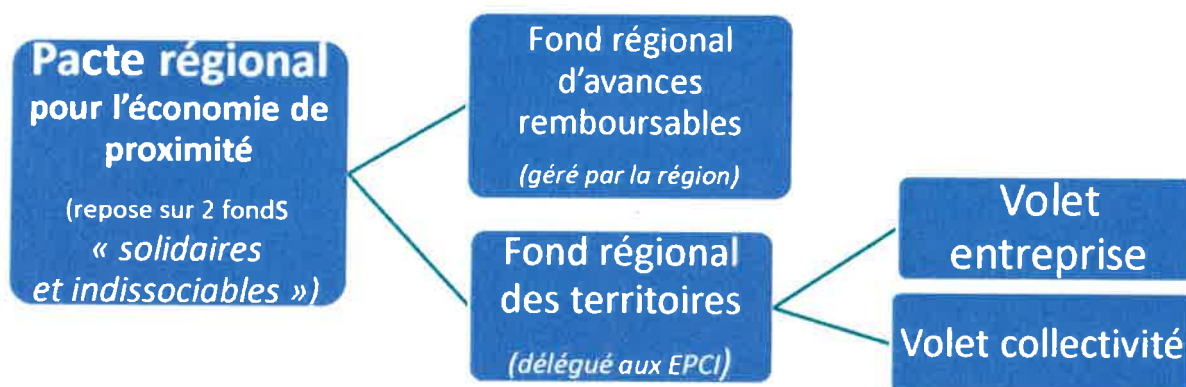 Pacte régional
pour l'économie de
proximité
(repose sur 2 fondS
« solidaires
et indissociables »)
Fond régional
d'avances
remboursables
(géré par la région)
Fond régional
des territoires
(délégué aux EPCI)
Volet
entreprise
Volet collectivité